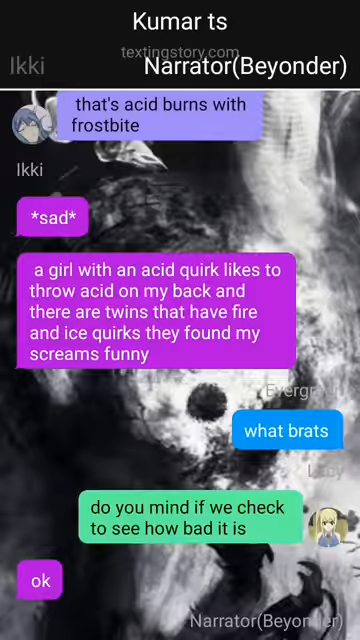 Kumar ts
textingstory.com
Ikki
Narrator(Beyonder)
that's acid burns with
frostbite
Ikki
*sad*
a girl with an acid quirk likes to
throw acid on my back and
there are twins that have fire
and ice quirks they found my
screams funny
what brats
Lucy
do you mind if we check
to see how bad it is
ok
Narrator(Beyonder)